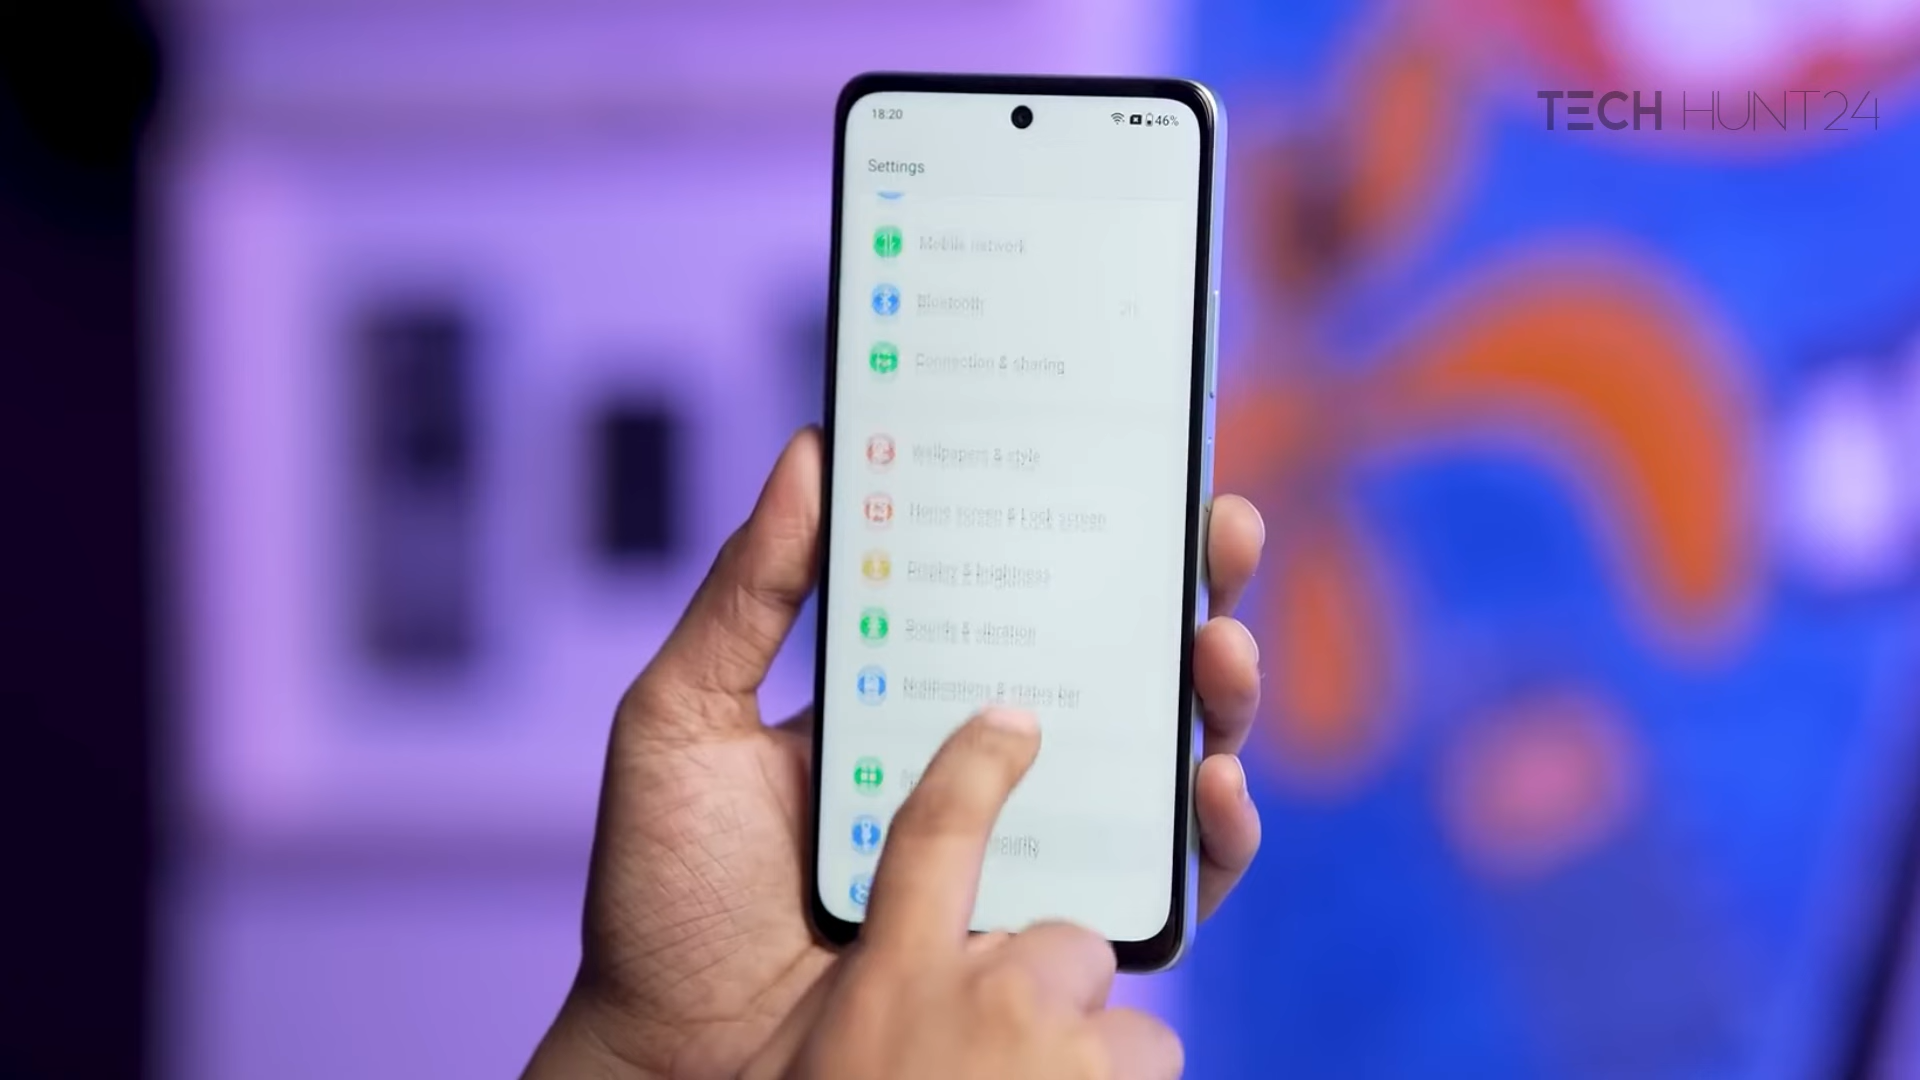 TECH HUNT24
18:20
46%
Settings
Mobile network
Bluetooth
Connection & sharing
Wallpapers & style
Home screen & Lock screen
Display & brightness
Sounds & vibration
Notifications & status bar